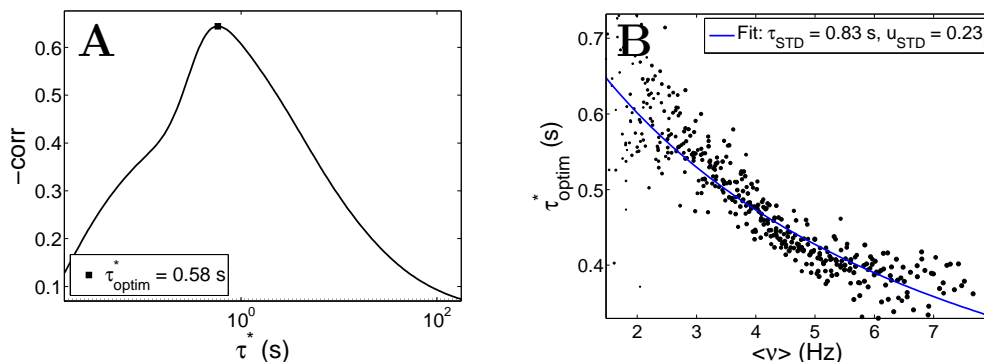 A
0.6
0.5
−corr
0.4
0.3
0.2
0.1
τ*optim = 0.58 s
10^0
10^2
τ* (s)
B
0.7
Fit: τSTD = 0.83 s, uSTD = 0.23
0.6
τ*optim (s)
0.5
0.4
2
3
4
5
6
7
<ν> (Hz)